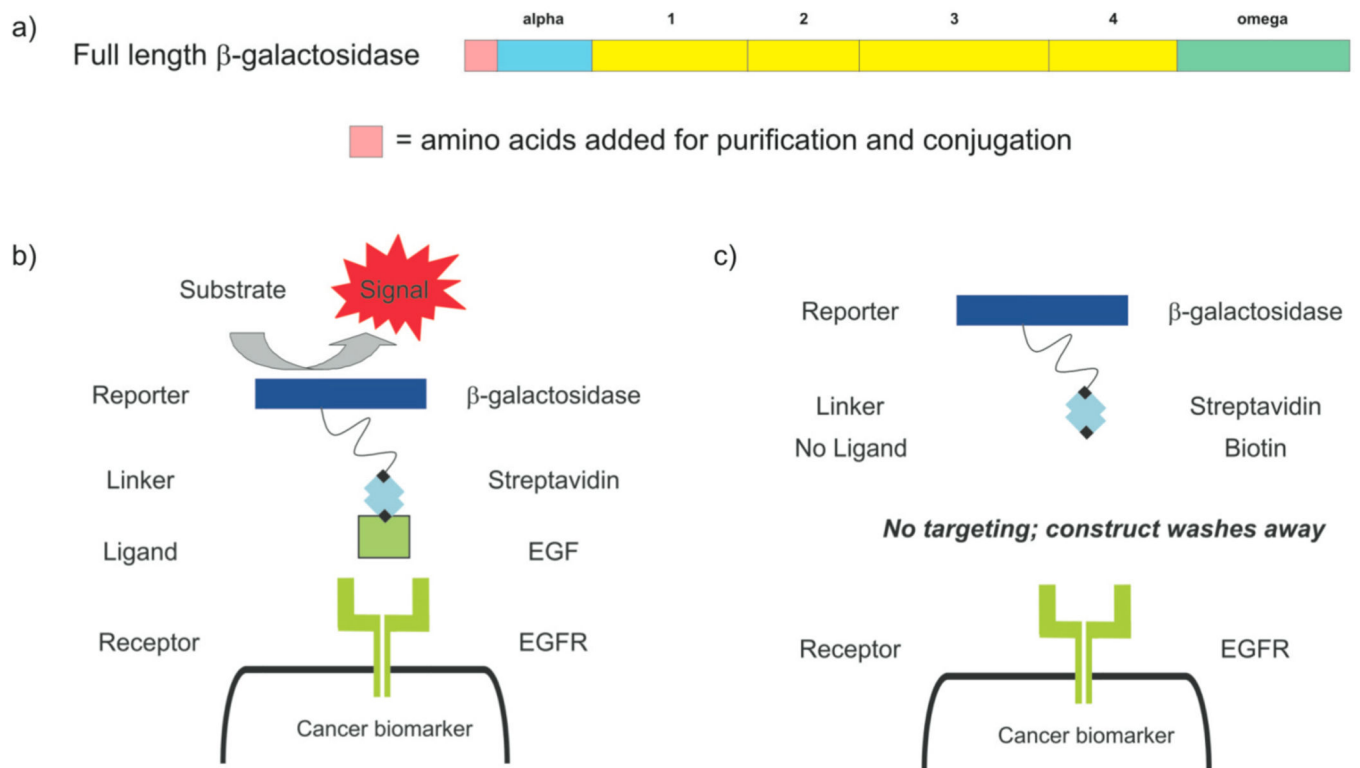 a)
alpha 1 2 3 4 omega
Full length β-galactosidase
= amino acids added for purification and conjugation
b)
Substrate Signal
Reporter β-galactosidase
Linker Streptavidin
Ligand EGF
Receptor EGFR
Cancer biomarker
c)
Reporter β-galactosidase
Linker Streptavidin
No Ligand Biotin
No targeting; construct washes away
Receptor EGFR
Cancer biomarker